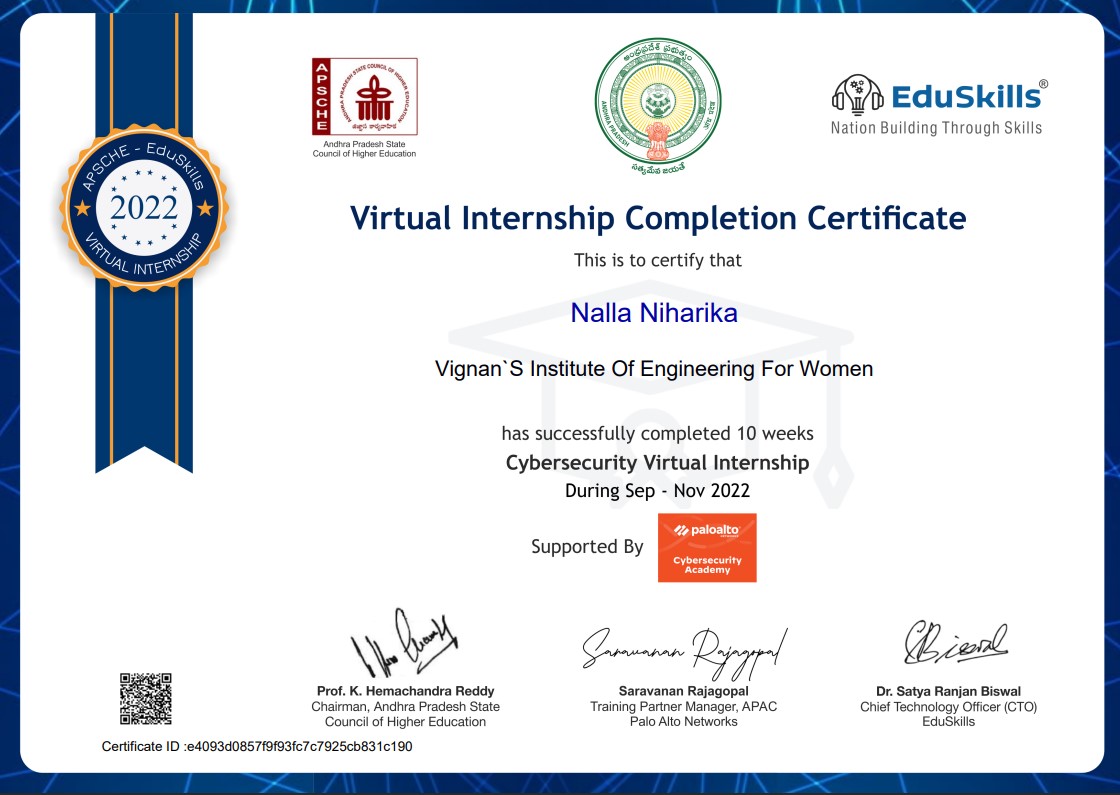 APSCHE - EduSkills
2022
VIRTUAL INTERNSHIP
APSCHE
ANDHRA PRADESH STATE COUNCIL OF HIGHER EDUCATION
Andhra Pradesh State
Council of Higher Education
ఆంధ్రప్రదేశ్ ప్రభుత్వం
ANDHRA PRADESH
సత్యమేవ జయతే
EduSkills®
Nation Building Through Skills
Virtual Internship Completion Certificate
This is to certify that
Nalla Niharika
Vignan`S Institute Of Engineering For Women
has successfully completed 10 weeks
Cybersecurity Virtual Internship
During Sep - Nov 2022
Supported By
paloalto
Cybersecurity
Academy
Saravanan Rajagopal
Prof. K. Hemachandra Reddy
Chairman, Andhra Pradesh State
Council of Higher Education
Saravanan Rajagopal
Training Partner Manager, APAC
Palo Alto Networks
Dr. Satya Ranjan Biswal
Chief Technology Officer (CTO)
EduSkills
Certificate ID :e4093d0857f9f93fc7c7925cb831c190